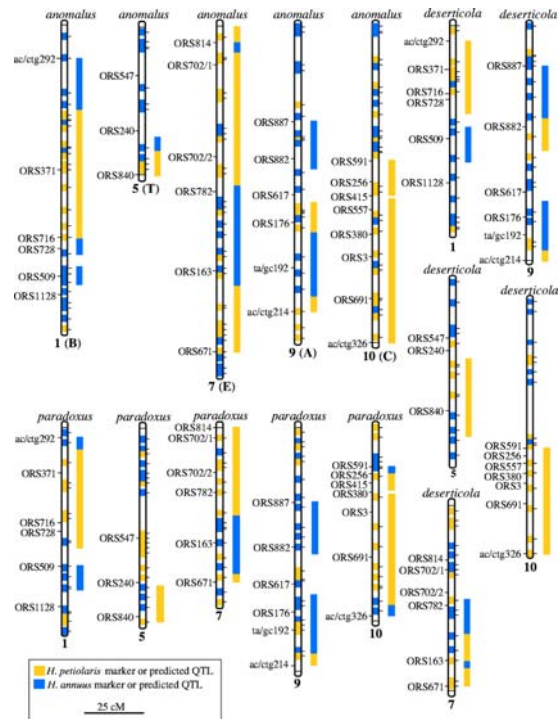 anomalus
ac/ctg292
ORS371
ORS716
ORS728
ORS509
ORS1128
1 (B)
anomalus
ORS547
ORS240
ORS840
5 (T)
anomalus
ORS814
ORS702/1
ORS702/2
ORS782
ORS163
ORS671
7 (E)
anomalus
ORS887
ORS882
ORS617
ORS176
ta/gc192
ac/ctg214
9 (A)
anomalus
ORS591
ORS256
ORS415
ORS557
ORS380
ORS3
ORS691
ac/ctg326
10 (C)
deserticola
ac/ctg292
ORS371
ORS716
ORS728
ORS509
ORS1128
1
deserticola
ORS887
ORS882
ORS617
ORS176
ta/gc192
ac/ctg214
9
deserticola
ORS547
ORS240
ORS840
5
deserticola
ORS591
ORS256
ORS557
ORS380
ORS3
ORS691
ac/ctg326
10
paradoxus
ac/ctg292
ORS371
ORS716
ORS728
ORS509
ORS1128
1
paradoxus
ORS547
ORS240
ORS840
5
paradoxus
ORS814
ORS702/1
ORS702/2
ORS782
ORS163
ORS671
7
paradoxus
ORS887
ORS882
ORS617
ORS176
ta/gc192
ac/ctg214
9
paradoxus
ORS591
ORS256
ORS415
ORS380
ORS3
ORS691
ac/ctg326
10
deserticola
ORS814
ORS702/1
ORS702/2
ORS782
ORS163
ORS671
7
H. petiolaris marker or predicted QTL
H. annuus marker or predicted QTL
25 cM